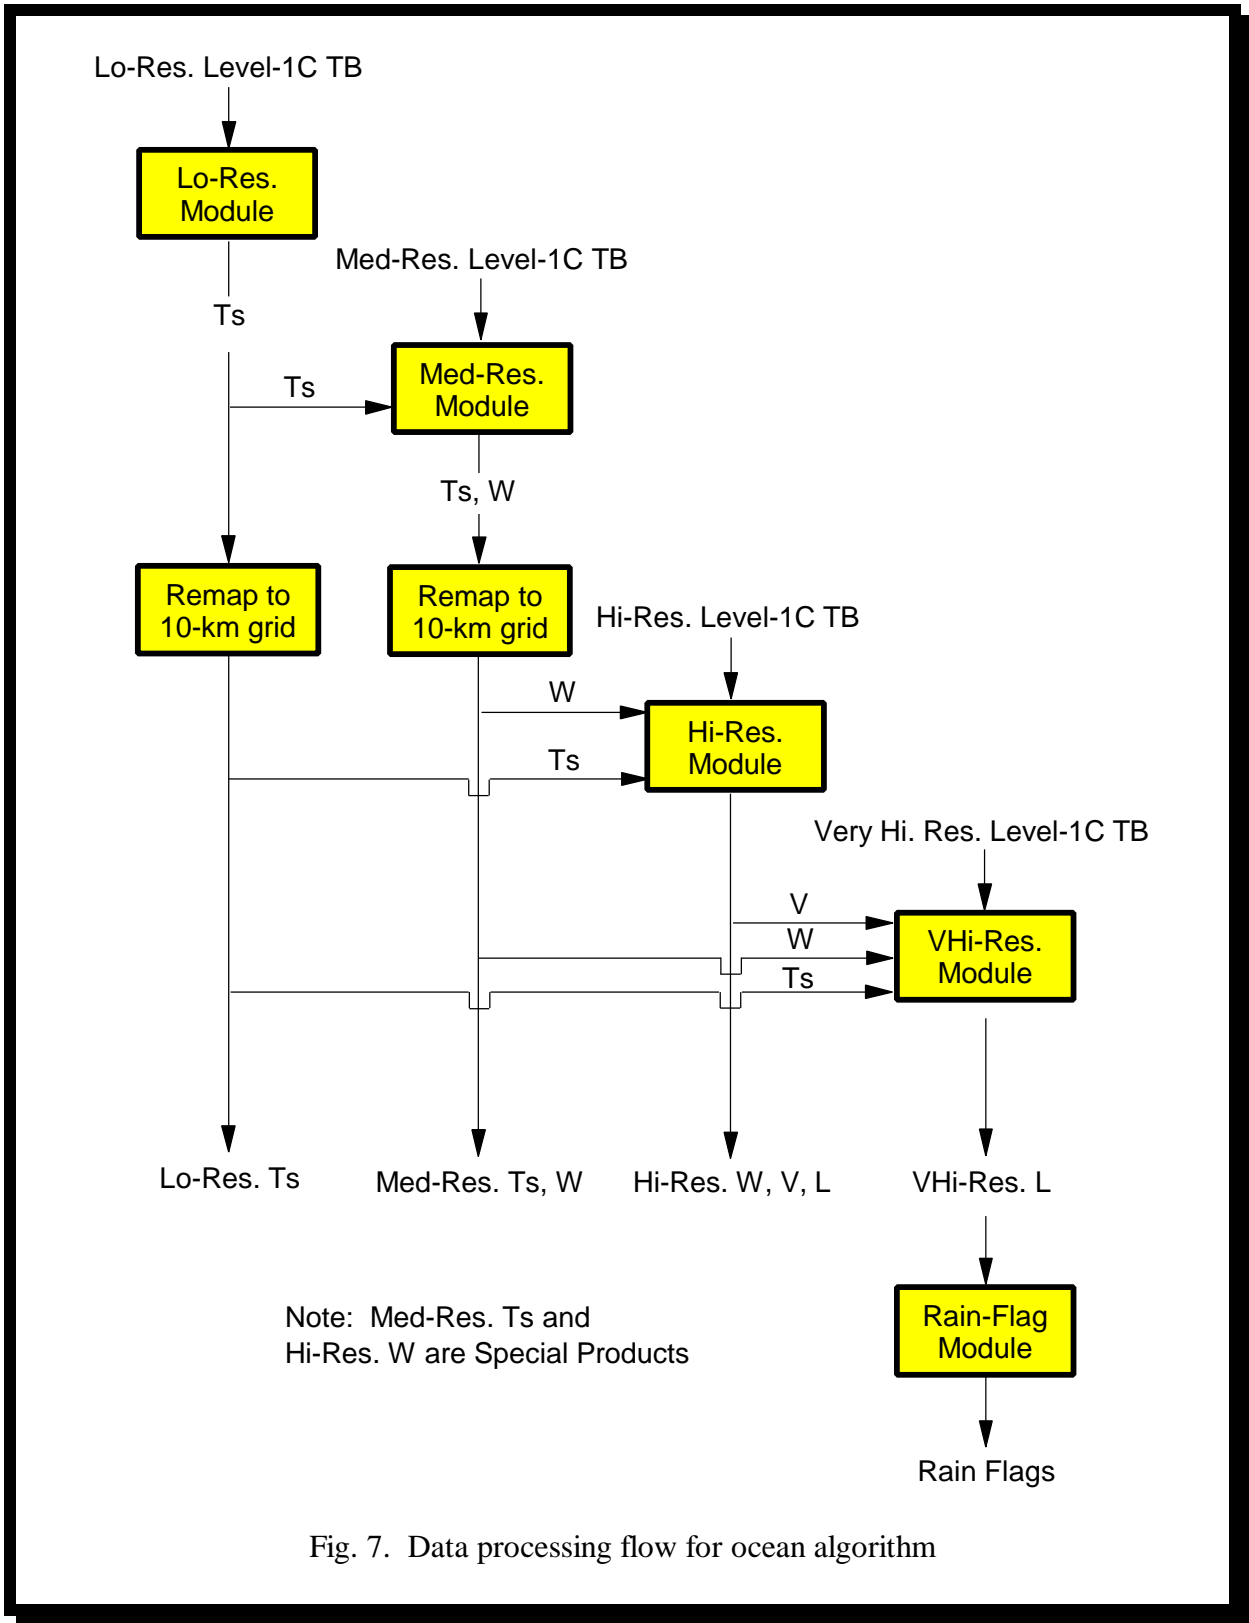 Lo-Res. Level-1C TB
Lo-Res.
Module
Med-Res. Level-1C TB
Ts
Ts
Med-Res.
Module
Ts, W
Remap to
10-km grid
Remap to
10-km grid
Hi-Res. Level-1C TB
W
Hi-Res.
Module
Ts
Very Hi. Res. Level-1C TB
V
W
Ts
VHi-Res.
Module
Lo-Res. Ts
Med-Res. Ts, W
Hi-Res. W, V, L
VHi-Res. L
Note:  Med-Res. Ts and
Hi-Res. W are Special Products
Rain-Flag
Module
Rain Flags
Fig. 7.  Data processing flow for ocean algorithm